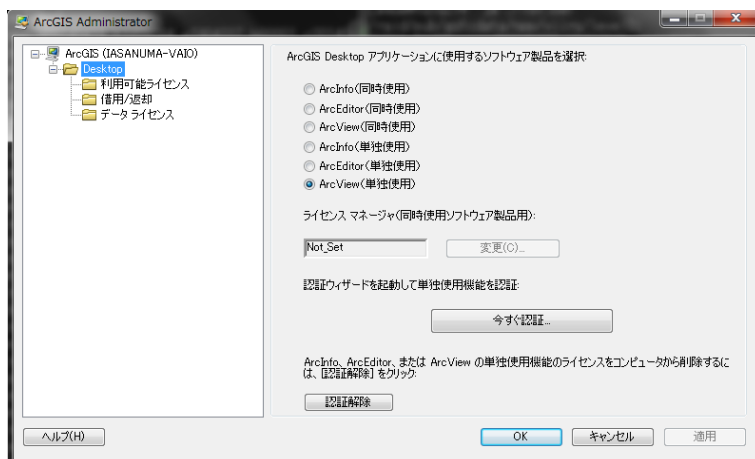 ArcGIS Administrator
ArcGIS (IASANUMA-VAIO)
Desktop
利用可能ライセンス
借用/返却
データ ライセンス
ArcGIS Desktop アプリケーションに使用するソフトウェア製品を選択:
ArcInfo(同時使用)
ArcEditor(同時使用)
ArcView(同時使用)
ArcInfo(単独使用)
ArcEditor(単独使用)
ArcView(単独使用)
ライセンス マネージャ(同時使用ソフトウェア製品用):
Not_Set
変更(C)...
認証ウィザードを起動して単独使用機能を認証:
今すぐ認証...
ArcInfo、ArcEditor、または ArcView の単独使用機能のライセンスをコンピュータから削除するに
は、[認証解除] をクリック:
認証解除
ヘルプ(H)
OK
キャンセル
適用